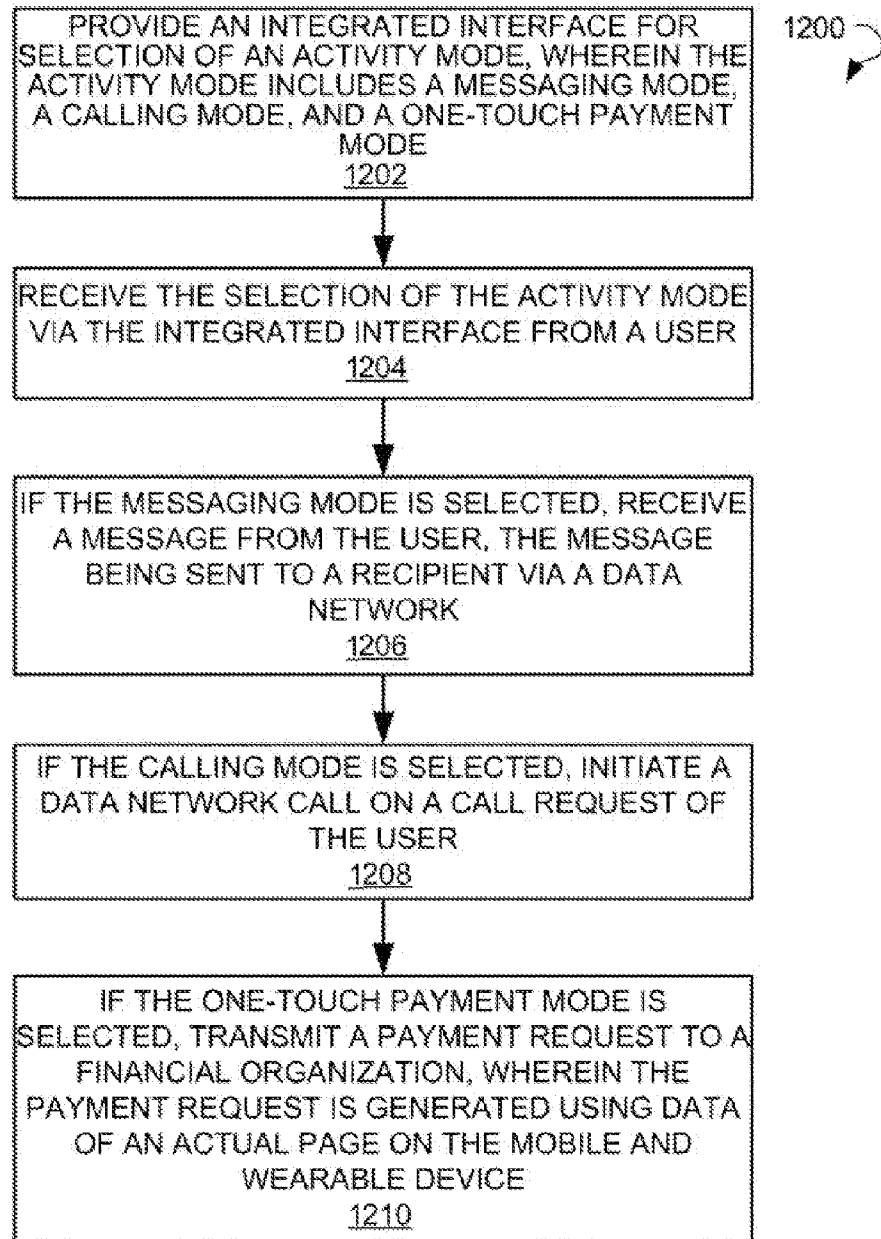 PROVIDE AN INTEGRATED INTERFACE FOR
SELECTION OF AN ACTIVITY MODE, WHEREIN THE
ACTIVITY MODE INCLUDES A MESSAGING MODE,
A CALLING MODE, AND A ONE-TOUCH PAYMENT
MODE
1202
1200
RECEIVE THE SELECTION OF THE ACTIVITY MODE
VIA THE INTEGRATED INTERFACE FROM A USER
1204
IF THE MESSAGING MODE IS SELECTED, RECEIVE
A MESSAGE FROM THE USER, THE MESSAGE
BEING SENT TO A RECIPIENT VIA A DATA
NETWORK
1206
IF THE CALLING MODE IS SELECTED, INITIATE A
DATA NETWORK CALL ON A CALL REQUEST OF
THE USER
1208
IF THE ONE-TOUCH PAYMENT MODE IS
SELECTED, TRANSMIT A PAYMENT REQUEST TO A
FINANCIAL ORGANIZATION, WHEREIN THE
PAYMENT REQUEST IS GENERATED USING DATA
OF AN ACTUAL PAGE ON THE MOBILE AND
WEARABLE DEVICE
1210